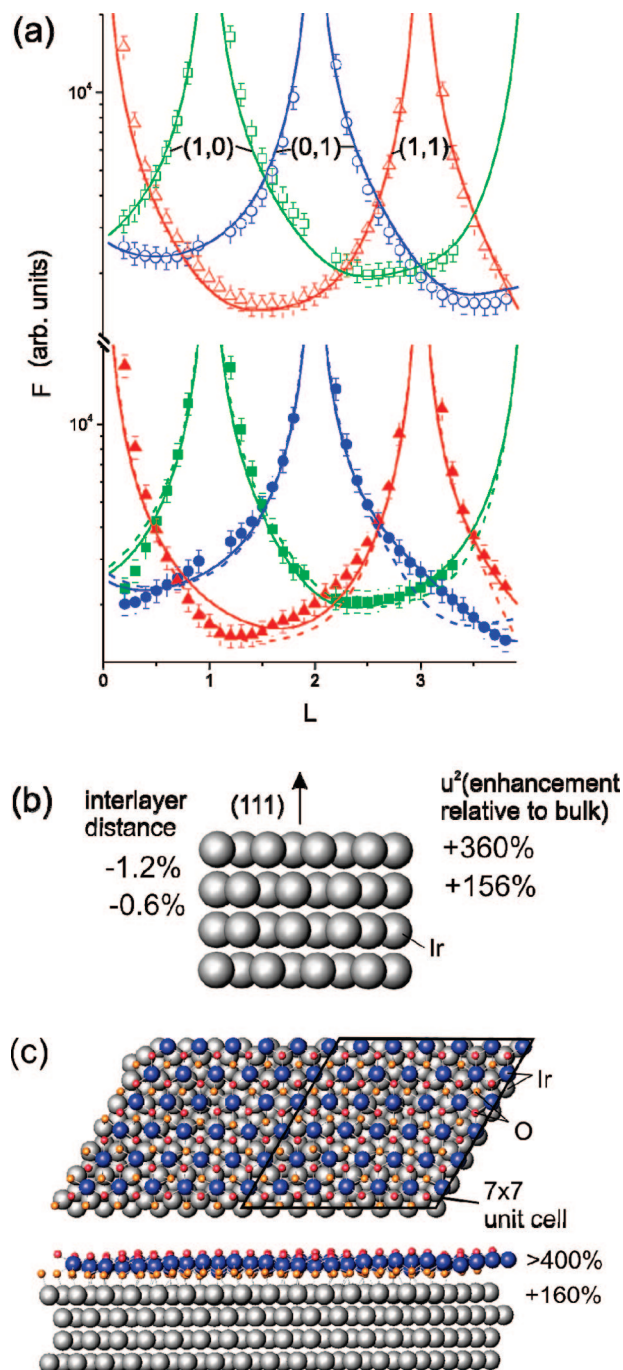 (a)
10⁴
(1,0) (0,1) (1,1)
F (arb. units)
10⁴
0 1 2 3
L
(b)
interlayer
distance
(111)
u²(enhancement
relative to bulk)
-1.2%
+360%
-0.6%
+156%
Ir
(c)
Ir
O
7x7
unit cell
>400%
+160%